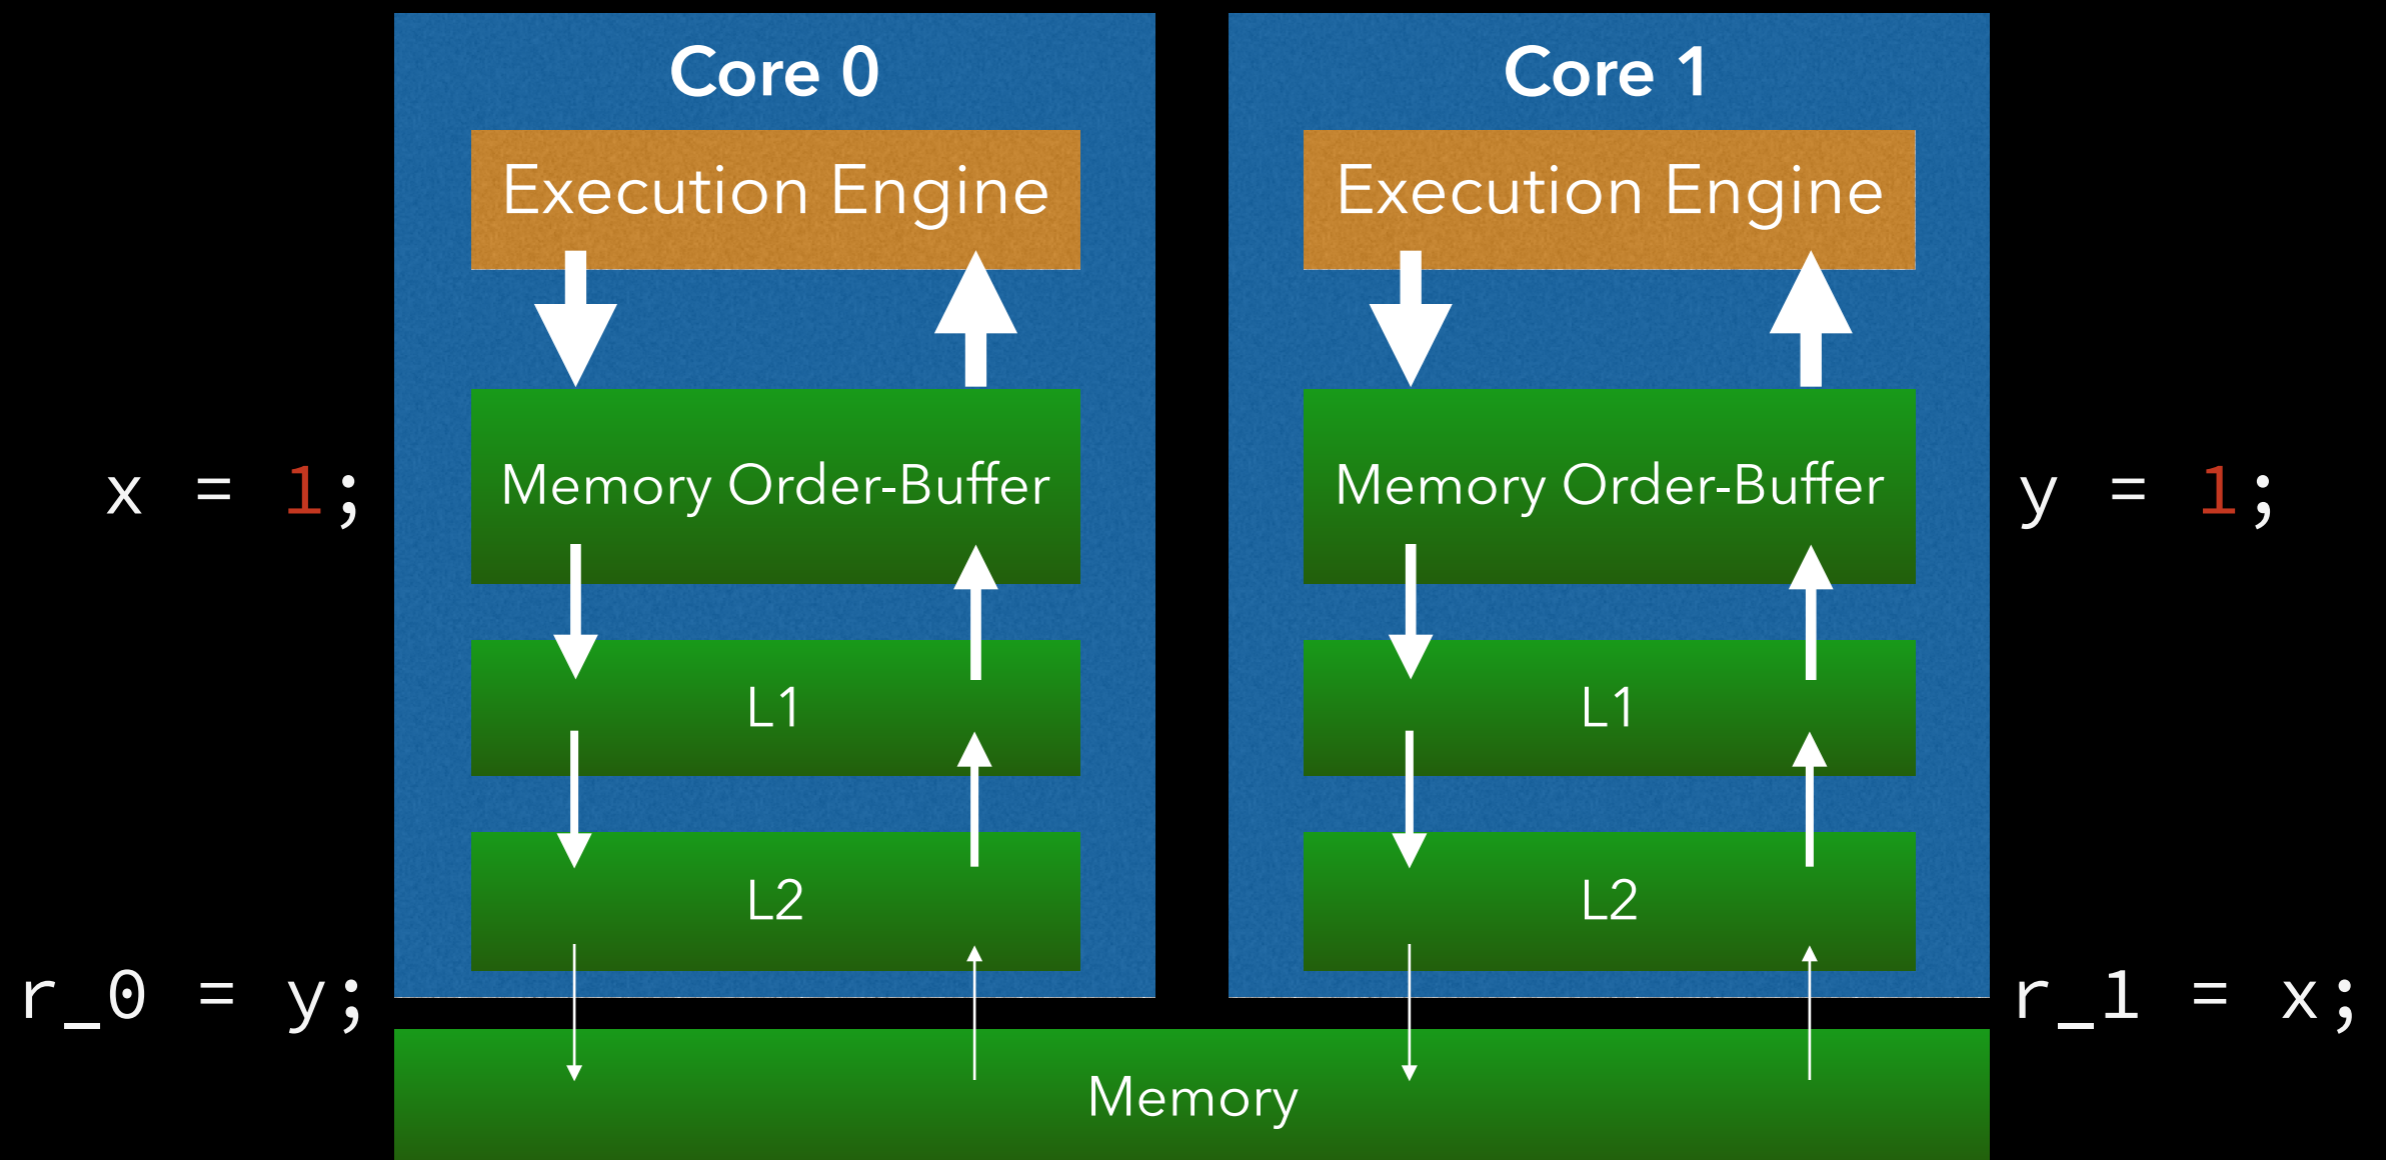 Core 0
Core 1
Execution Engine
Execution Engine
x = 1;
Memory Order-Buffer
Memory Order-Buffer
y = 1;
L1
L1
L2
L2
r_0 = y;
r_1 = x;
Memory